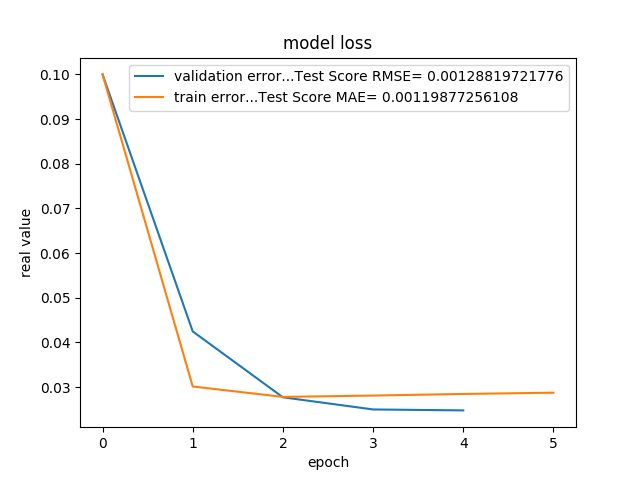 model loss
validation error...Test Score RMSE= 0.00128819721776
train error...Test Score MAE= 0.00119877256108
0.10
0.09
0.08
0.07
0.06
0.05
0.04
0.03
real value
0 1 2 3 4 5
epoch